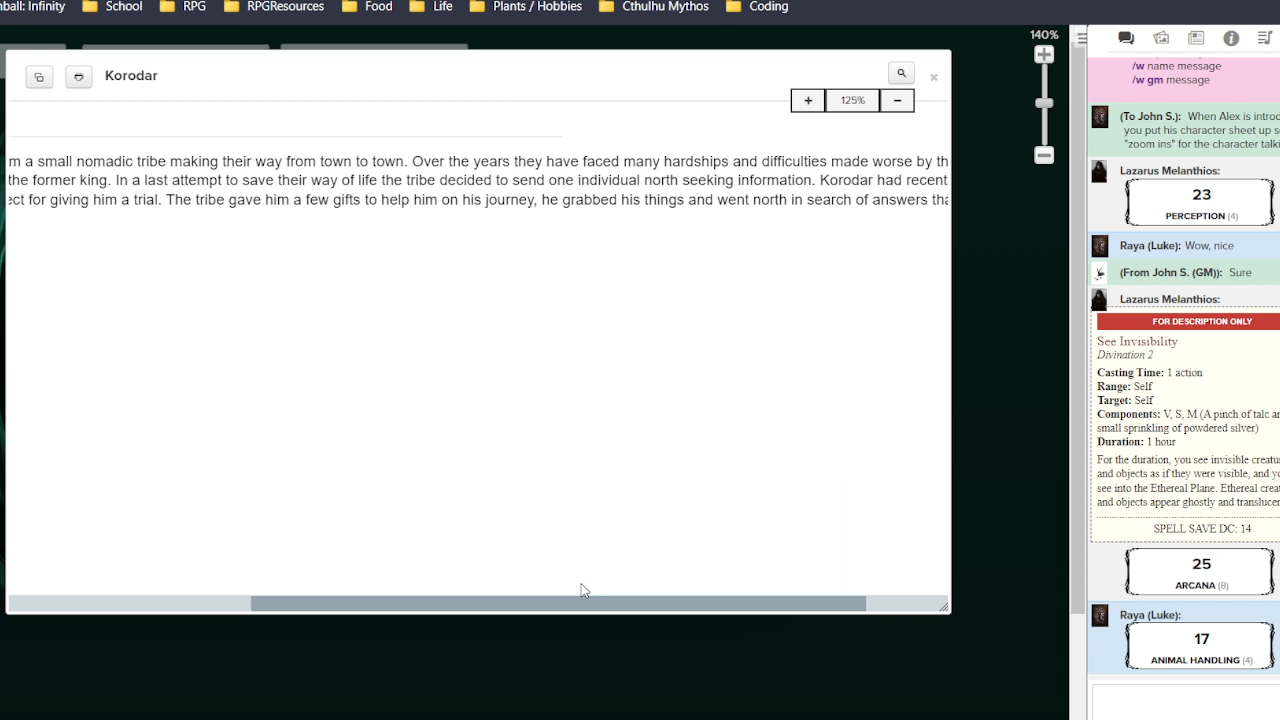 nball: Infinity School RPG RPGResources Food Life Plants / Hobbies Cthulhu Mythos Coding
140%
Korodar
+ 125% −
m a small nomadic tribe making their way from town to town. Over the years they have faced many hardships and difficulties made worse by th
the former king. In a last attempt to save their way of life the tribe decided to send one individual north seeking information. Korodar had recent
ect for giving him a trial. The tribe gave him a few gifts to help him on his journey, he grabbed his things and went north in search of answers tha
/w name message
/w gm message
(To John S.): When Alex is introd
you put his character sheet up s
"zoom ins" for the character talki
Lazarus Melanthios:
23
PERCEPTION (4)
Raya (Luke): Wow, nice
(From John S. (GM)): Sure
Lazarus Melanthios:
FOR DESCRIPTION ONLY
See Invisibility
Divination 2
Casting Time: 1 action
Range: Self
Target: Self
Components: V, S, M (A pinch of talc an
small sprinkling of powdered silver)
Duration: 1 hour
For the duration, you see invisible creatu
and objects as if they were visible, and yo
see into the Ethereal Plane. Ethereal creat
and objects appear ghostly and translucen
SPELL SAVE DC: 14
25
ARCANA (8)
Raya (Luke):
17
ANIMAL HANDLING (4)